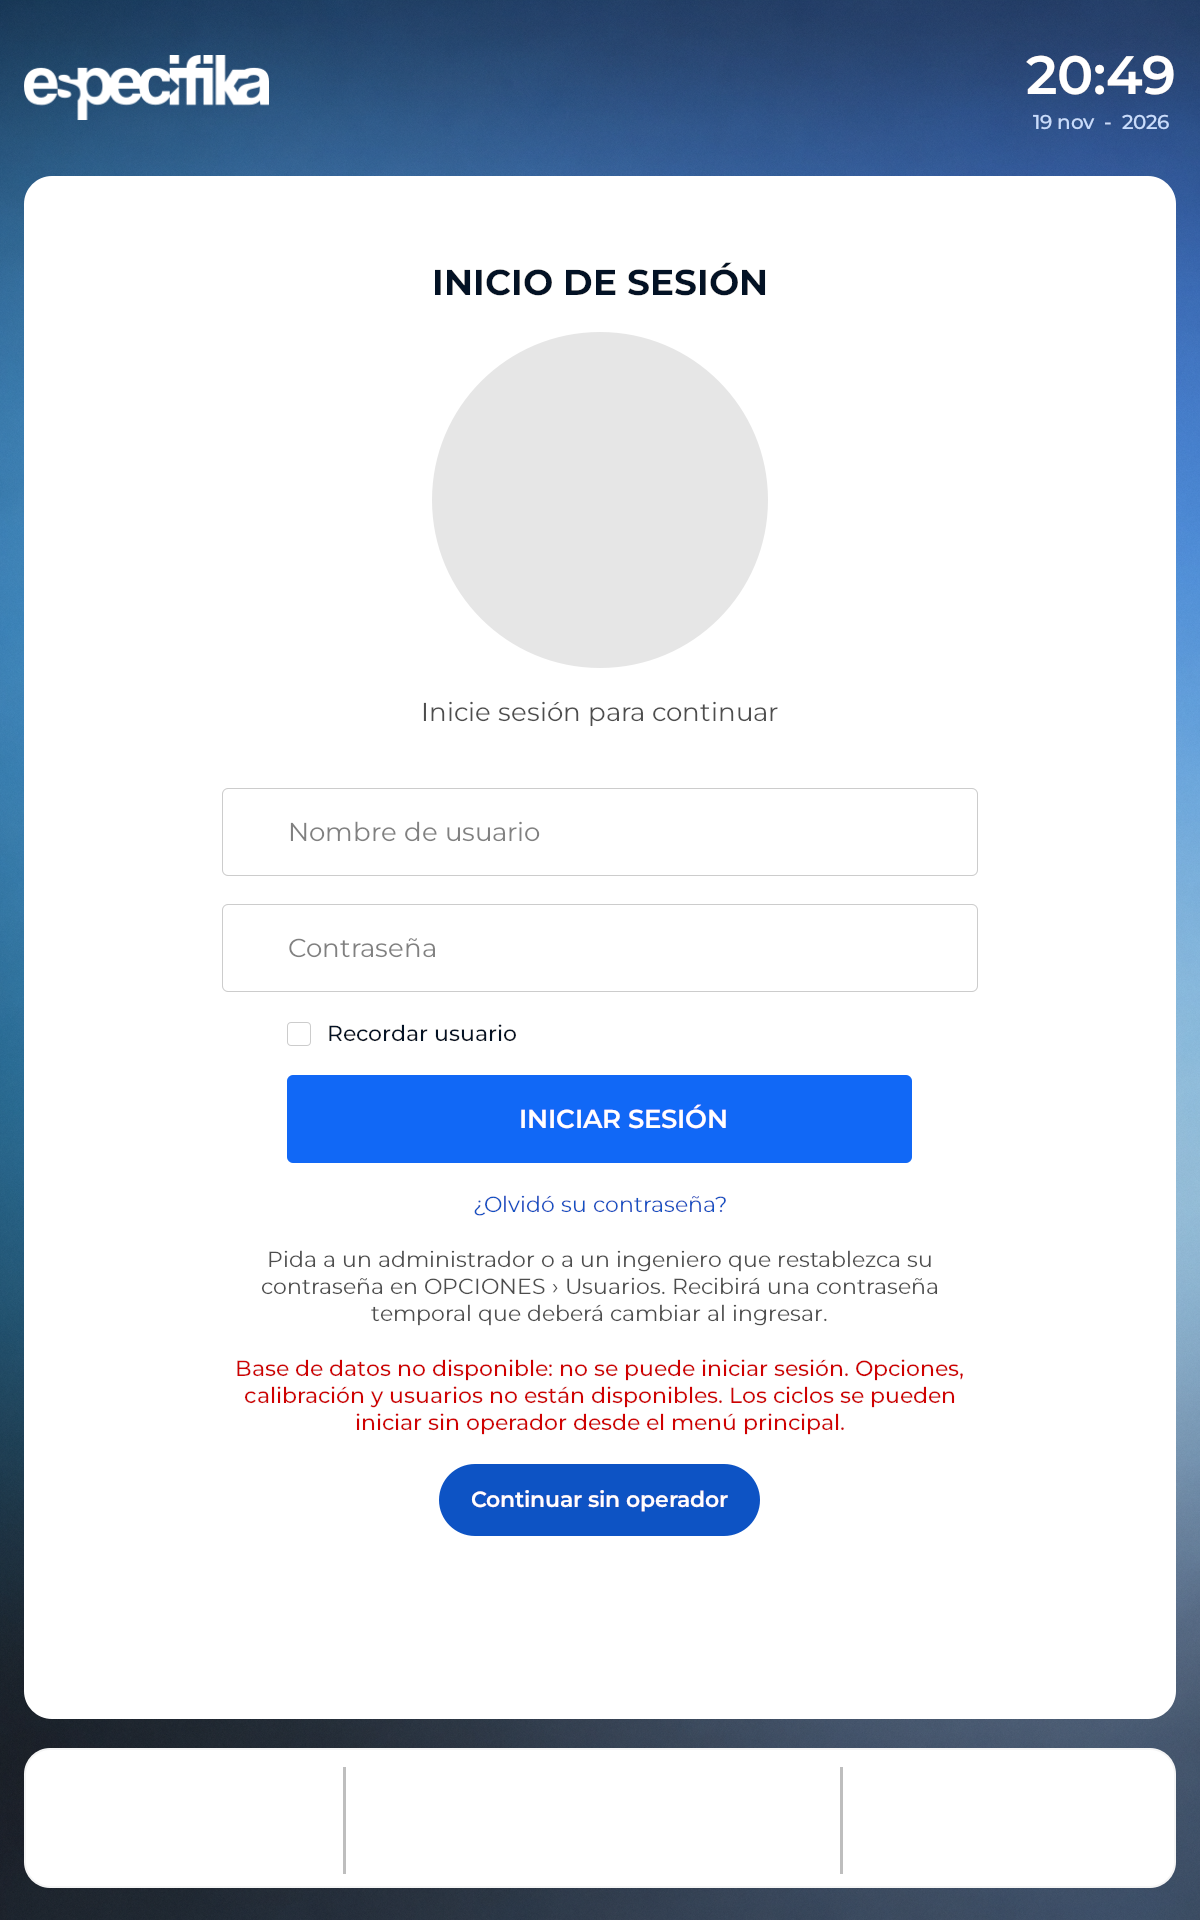 especifika
20:49
19 nov - 2026
INICIO DE SESIÓN
Inicie sesión para continuar
Nombre de usuario
Contraseña
Recordar usuario
INICIAR SESIÓN
¿Olvidó su contraseña?
Pida a un administrador o a un ingeniero que restablezca su
contraseña en OPCIONES › Usuarios. Recibirá una contraseña
temporal que deberá cambiar al ingresar.
Base de datos no disponible: no se puede iniciar sesión. Opciones,
calibración y usuarios no están disponibles. Los ciclos se pueden
iniciar sin operador desde el menú principal.
Continuar sin operador